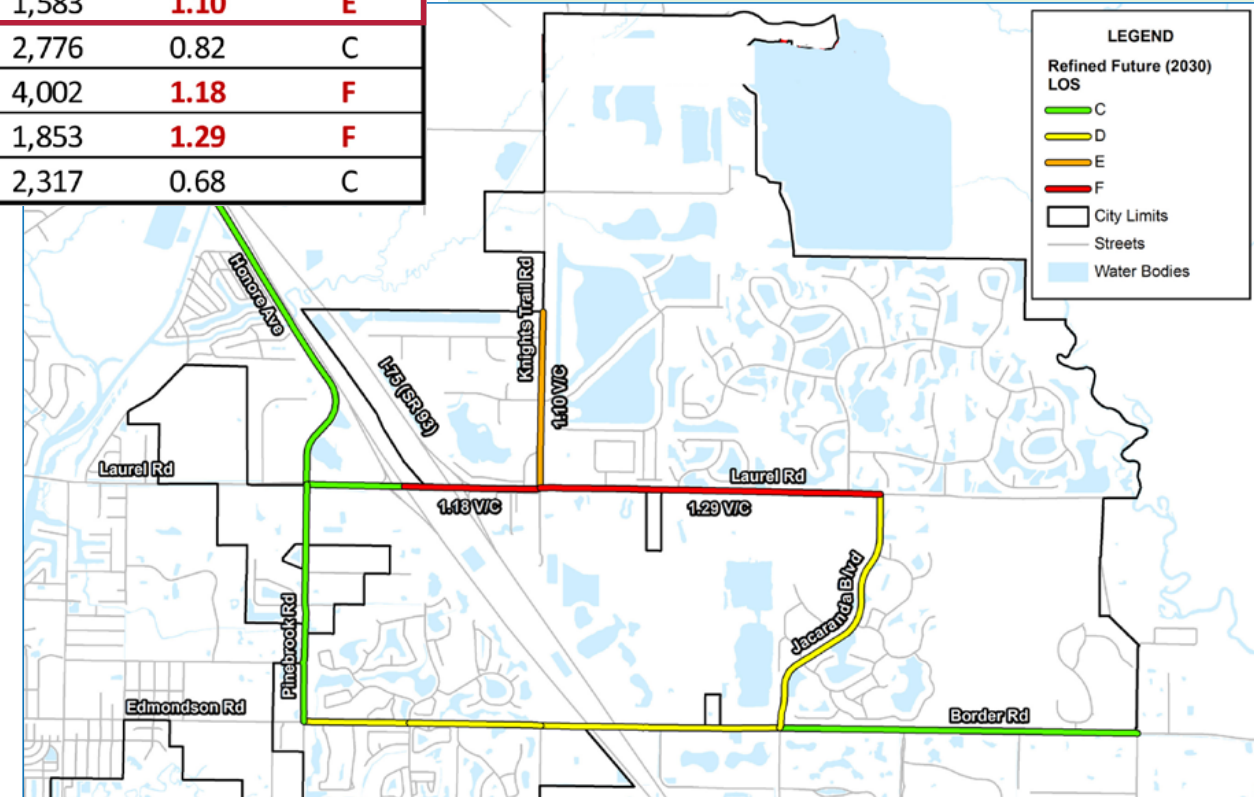 1,583 1.10 E
2,776 0.82 C
4,002 1.18 F
1,853 1.29 F
2,317 0.68 C
LEGEND
Refined Future (2030)
LOS
C
D
E
F
City Limits
Streets
Water Bodies
Honore Ave
Knights Trail Rd
I-75 (SR 93)
1.10 V/C
Laurel Rd
Laurel Rd
1.18 V/C
1.29 V/C
Jacaranda Blvd
Pinebrook Rd
Edmondson Rd
Border Rd